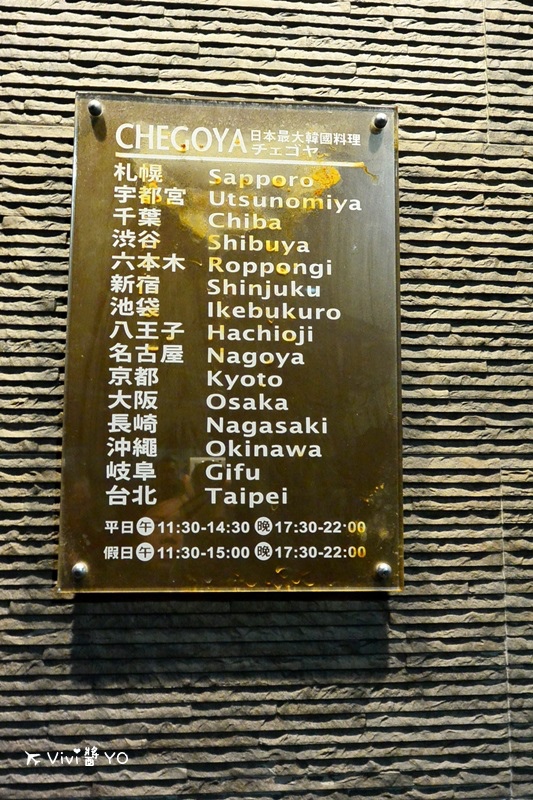 CHEGOYA 日本最大韓國料理
チェゴヤ
札幌 Sapporo
宇都宮 Utsunomiya
千葉 Chiba
渋谷 Shibuya
六本木 Roppongi
新宿 Shinjuku
池袋 Ikebukuro
八王子 Hachioji
名古屋 Nagoya
京都 Kyoto
大阪 Osaka
長崎 Nagasaki
沖縄 Okinawa
岐阜 Gifu
台北 Taipei
平日 午 11:30-14:30 晚 17:30-22:00
假日 午 11:30-15:00 晚 17:30-22:00
Vivi醬 YO